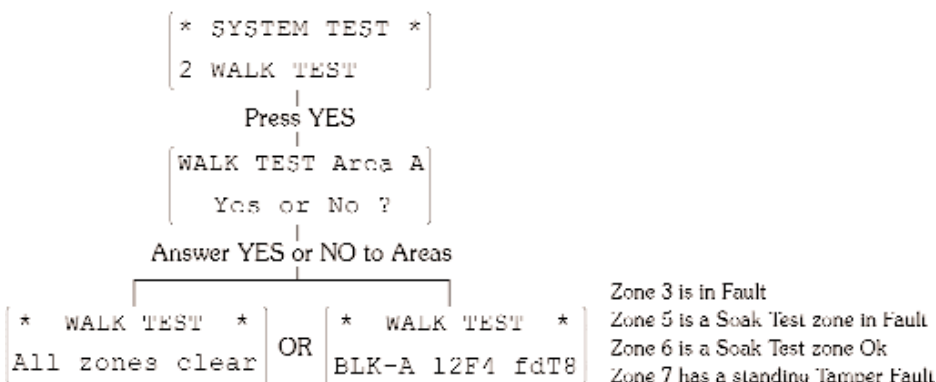 * SYSTEM TEST *
2 WALK TEST
Press YES
WALK TEST Area A
Yes or No ?
Answer YES or NO to Areas
* WALK TEST *
All zones clear
OR
* WALK TEST *
BLK-A 12F4 fdT8
Zone 3 is in Fault
Zone 5 is a Soak Test zone in Fault
Zone 6 is a Soak Test zone Ok
Zone 7 has a standing Tamper Fault